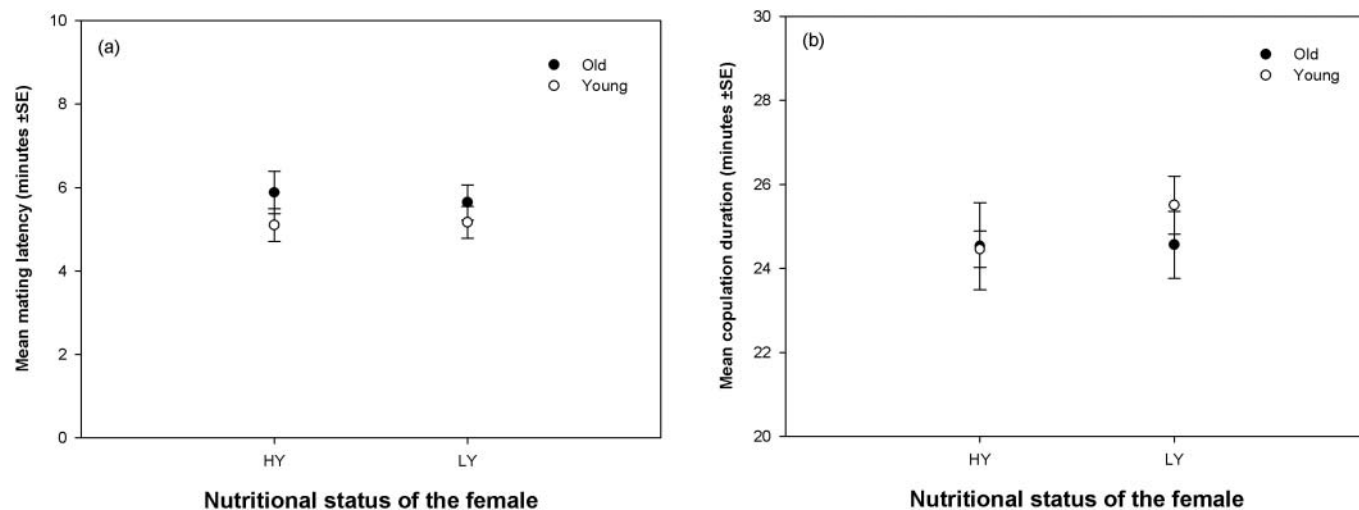 (a)
Old
Young
Mean mating latency (minutes ±SE)
10
8
6
4
2
0
HY
LY
Nutritional status of the female
(b)
Old
Young
Mean copulation duration (minutes ±SE)
30
28
26
24
22
20
HY
LY
Nutritional status of the female